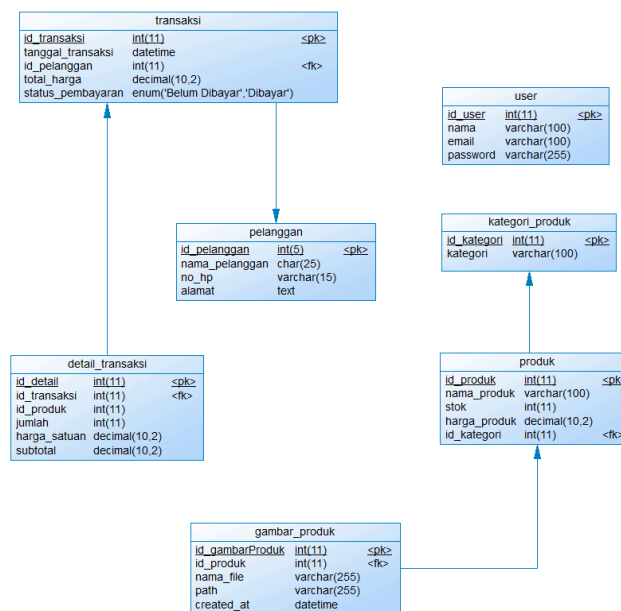 transaksi
id_transaksi int(11) <pk>
tanggal_transaksi datetime
id_pelanggan int(11) <fk>
total_harga decimal(10,2)
status_pembayaran enum('Belum Dibayar','Dibayar')
user
id_user int(11) <pk>
nama varchar(100)
email varchar(100)
password varchar(255)
pelanggan
id_pelanggan int(5) <pk>
nama_pelanggan char(25)
no_hp varchar(15)
alamat text
kategori_produk
id_kategori int(11) <pk>
kategori varchar(100)
detail_transaksi
id_detail int(11) <pk>
id_transaksi int(11) <fk>
id_produk int(11)
jumlah int(11)
harga_satuan decimal(10,2)
subtotal decimal(10,2)
produk
id_produk int(11) <pk
nama_produk varchar(100)
stok int(11)
harga_produk decimal(10,2)
id_kategori int(11) <fk>
gambar_produk
id_gambarProduk int(11) <pk>
id_produk int(11) <fk>
nama_file varchar(255)
path varchar(255)
created_at datetime